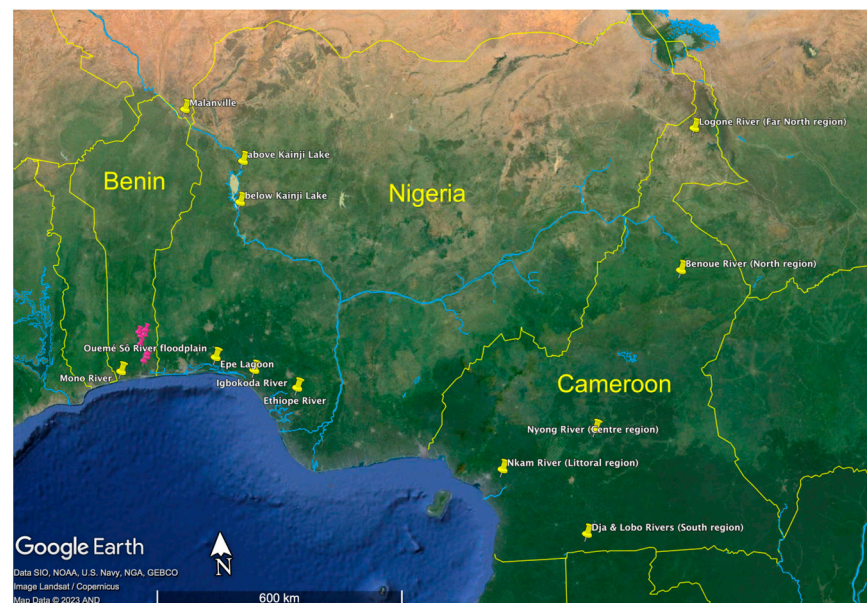 Malanville
Logone River (Far North region)
above Kainji Lake
Benin
Nigeria
below Kainji Lake
Benoue River (North region)
Ouemé Sô River floodplain
Epe Lagoon
Mono River
Igbokoda River
Cameroon
Ethiope River
Nyong River (Centre region)
Nkam River (Littoral region)
Dja & Lobo Rivers (South region)
Google Earth
N
Data SIO, NOAA, U.S. Navy, NGA, GEBCO
Image Landsat / Copernicus
Map Data © 2023 AND
600 km